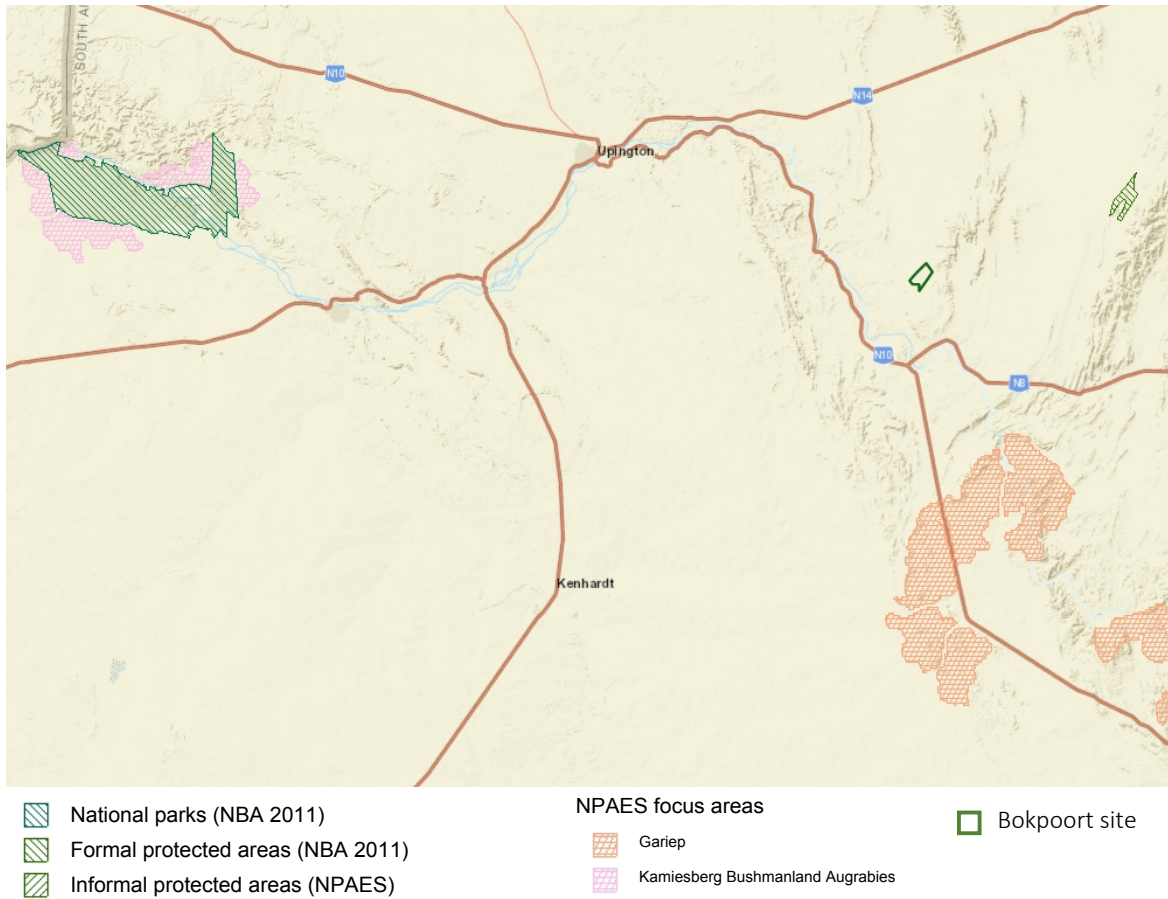 SOUTH AF
N10
N14
Upington
N10
N8
Kenhardt
National parks (NBA 2011)
Formal protected areas (NBA 2011)
Informal protected areas (NPAES)
NPAES focus areas
Gariep
Kamiesberg Bushmanland Augrabies
Bokpoort site